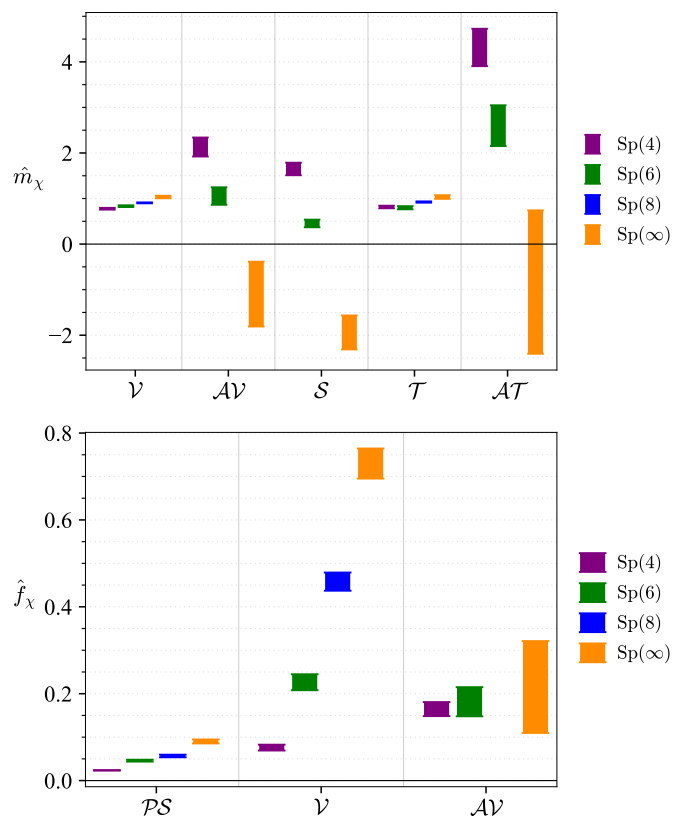 4
2
0
−2
m̂χ
𝒱
𝒜𝒱
𝒮
𝒯
𝒜𝒯
Sp(4)
Sp(6)
Sp(8)
Sp(∞)
0.8
0.6
0.4
0.2
0.0
f̂χ
𝒫𝒮
𝒱
𝒜𝒱
Sp(4)
Sp(6)
Sp(8)
Sp(∞)